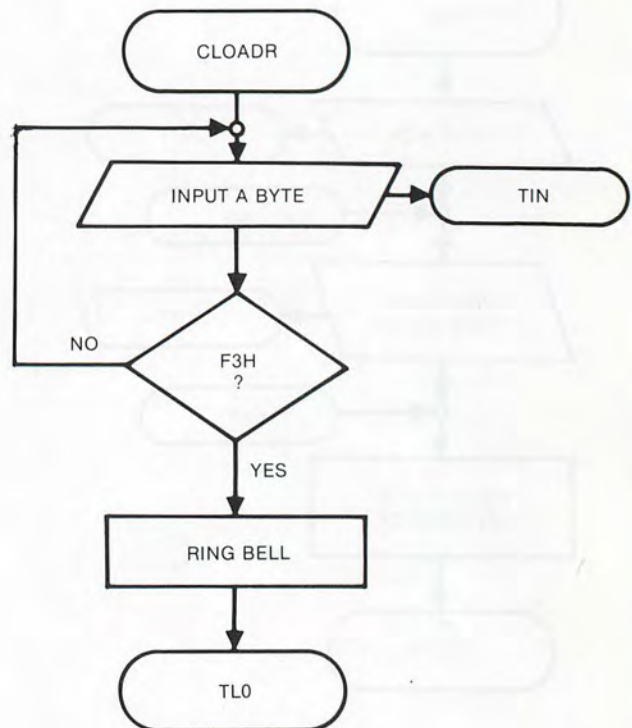 CLOADR
INPUT A BYTE
TIN
NO
F3H
?
YES
RING BELL
TL0